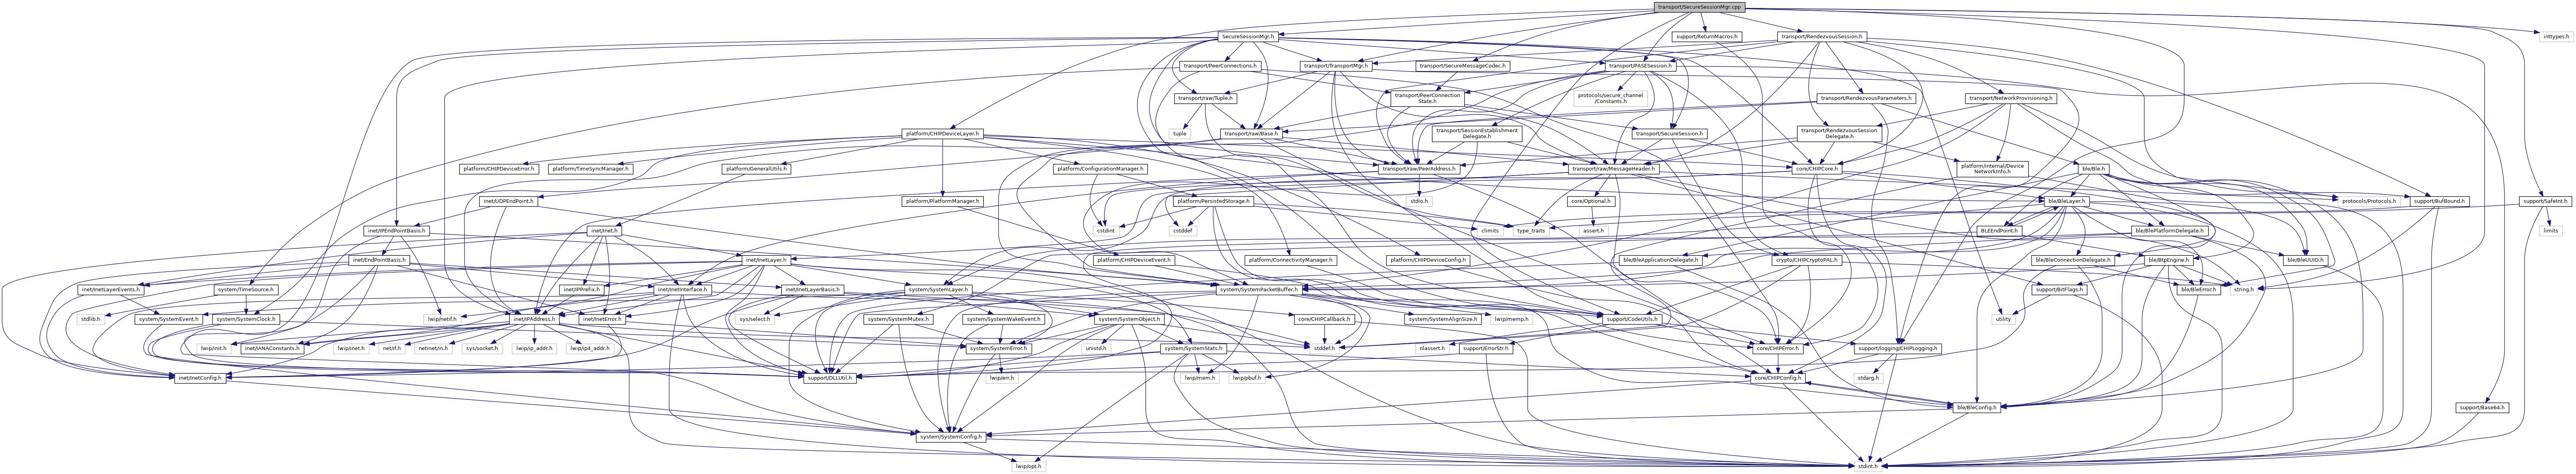 transport/SecureSessionMgr.cpp
SecureSessionMgr.h
support/ReturnMacros.h
transport/RendezvousSession.h
inttypes.h
transport/PeerConnections.h
transport/TransportMgr.h
transport/SecureMessageCodec.h
transport/PASESession.h
transport/raw/Tuple.h
transport/PeerConnection
State.h
protocols/secure_channel
/Constants.h
transport/RendezvousParameters.h
transport/NetworkProvisioning.h
platform/CHIPDeviceLayer.h
tuple
transport/raw/Base.h
transport/SessionEstablishment
Delegate.h
transport/SecureSession.h
transport/RendezvousSession
Delegate.h
platform/CHIPDeviceError.h
platform/TimeSyncManager.h
platform/GeneralUtils.h
platform/ConfigurationManager.h
transport/raw/PeerAddress.h
transport/raw/MessageHeader.h
core/CHIPCore.h
platform/internal/Device
NetworkInfo.h
ble/Ble.h
inet/UDPEndPoint.h
platform/PlatformManager.h
platform/PersistedStorage.h
stdio.h
core/Optional.h
ble/BleLayer.h
protocols/Protocols.h
support/BufBound.h
support/SafeInt.h
inet/IPEndPointBasis.h
inet/Inet.h
cstdint
cstddef
climits
type_traits
assert.h
BLEEndPoint.h
ble/BlePlatformDelegate.h
limits
inet/EndPointBasis.h
inet/InetLayer.h
platform/CHIPDeviceEvent.h
platform/ConnectivityManager.h
platform/CHIPDeviceConfig.h
ble/BleApplicationDelegate.h
crypto/CHIPCryptoPAL.h
ble/BleConnectionDelegate.h
ble/BtpEngine.h
ble/BleUUID.h
inet/InetLayerEvents.h
system/TimeSource.h
inet/IPPrefix.h
inet/InetInterface.h
inet/InetLayerBasis.h
system/SystemLayer.h
system/SystemPacketBuffer.h
support/BitFlags.h
ble/BleError.h
string.h
stdlib.h
system/SystemEvent.h
system/SystemClock.h
lwip/netif.h
inet/IPAddress.h
inet/InetError.h
sys/select.h
system/SystemMutex.h
system/SystemWakeEvent.h
system/SystemObject.h
core/CHIPCallback.h
system/SystemAlignSize.h
lwip/memp.h
support/CodeUtils.h
utility
lwip/init.h
inet/IANAConstants.h
lwip/inet.h
net/if.h
netinet/in.h
sys/socket.h
lwip/ip_addr.h
lwip/ip4_addr.h
system/SystemError.h
unistd.h
system/SystemStats.h
stddef.h
nlassert.h
support/ErrorStr.h
core/CHIPError.h
support/logging/CHIPLogging.h
inet/InetConfig.h
support/DLLUtil.h
lwip/err.h
lwip/mem.h
lwip/pbuf.h
core/CHIPConfig.h
stdarg.h
ble/BleConfig.h
support/Base64.h
system/SystemConfig.h
lwip/opt.h
stdint.h